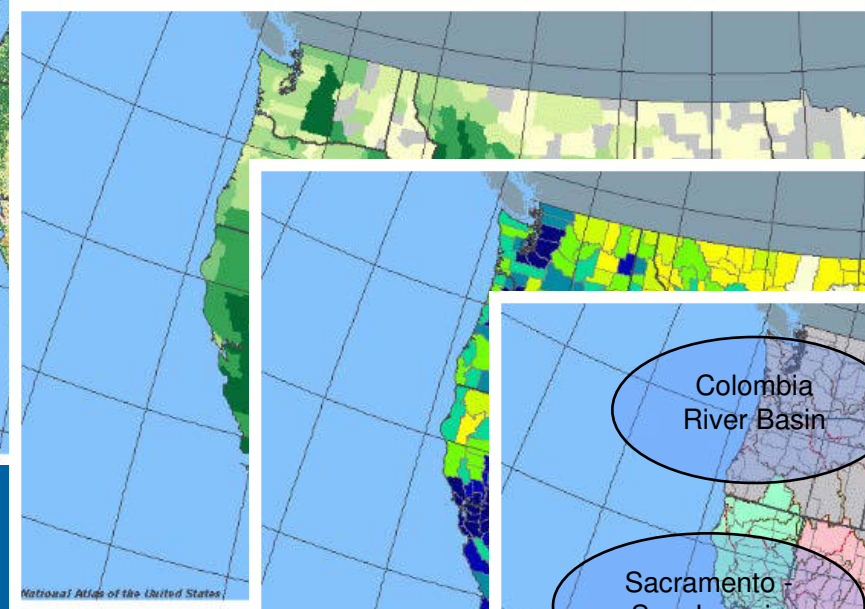 Colombia
River Basin
Sacramento -
National Atlas of the United States